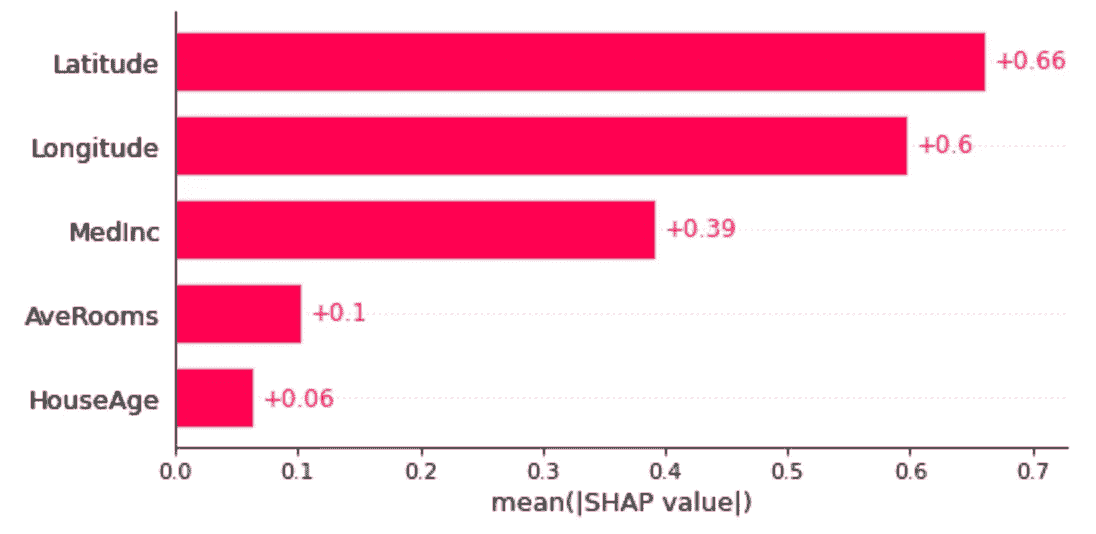 Latitude +0.66
Longitude +0.6
MedInc +0.39
AveRooms +0.1
HouseAge +0.06
0.0 0.1 0.2 0.3 0.4 0.5 0.6 0.7
mean(|SHAP value|)